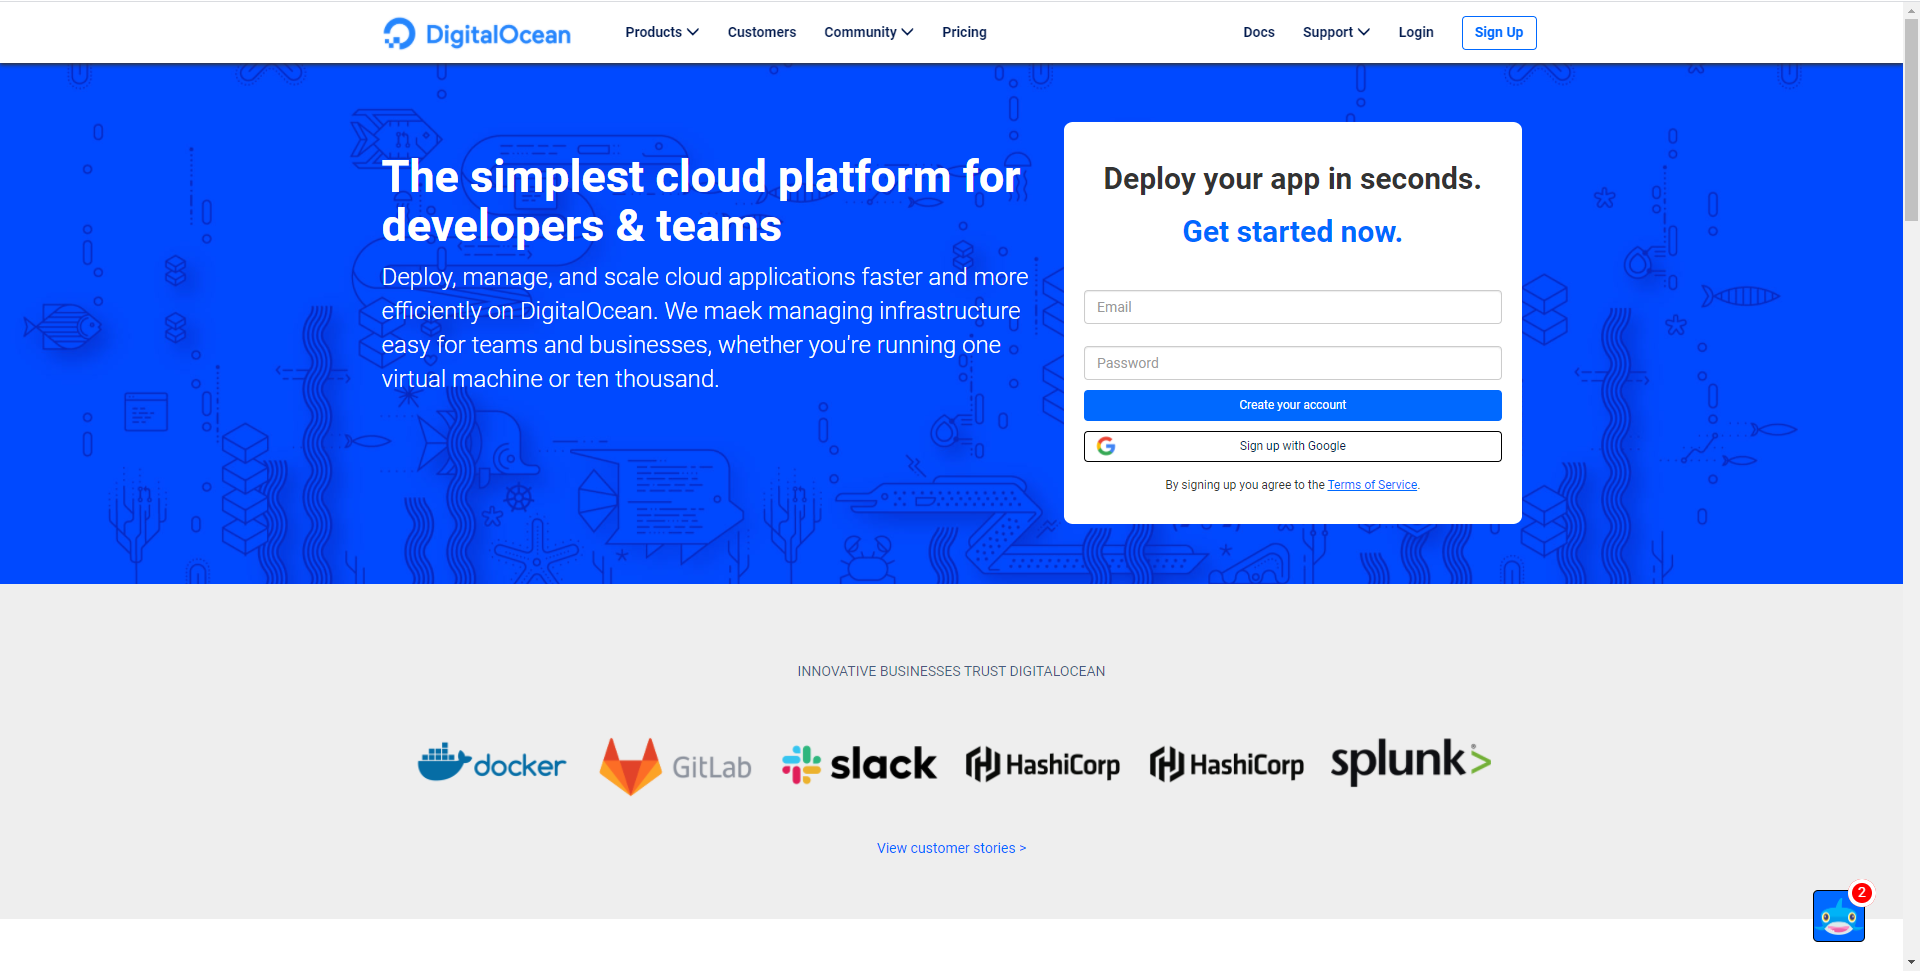 DigitalOcean Products Customers Community Pricing Docs Support Login Sign Up
The simplest cloud platform for
developers & teams
Deploy, manage, and scale cloud applications faster and more
efficiently on DigitalOcean. We maek managing infrastructure
easy for teams and businesses, whether you're running one
virtual machine or ten thousand.
Deploy your app in seconds.
Get started now.
Email
Password
Create your account
Sign up with Google
By signing up you agree to the Terms of Service.
INNOVATIVE BUSINESSES TRUST DIGITALOCEAN
docker GitLab slack HashiCorp HashiCorp splunk>
View customer stories >
2